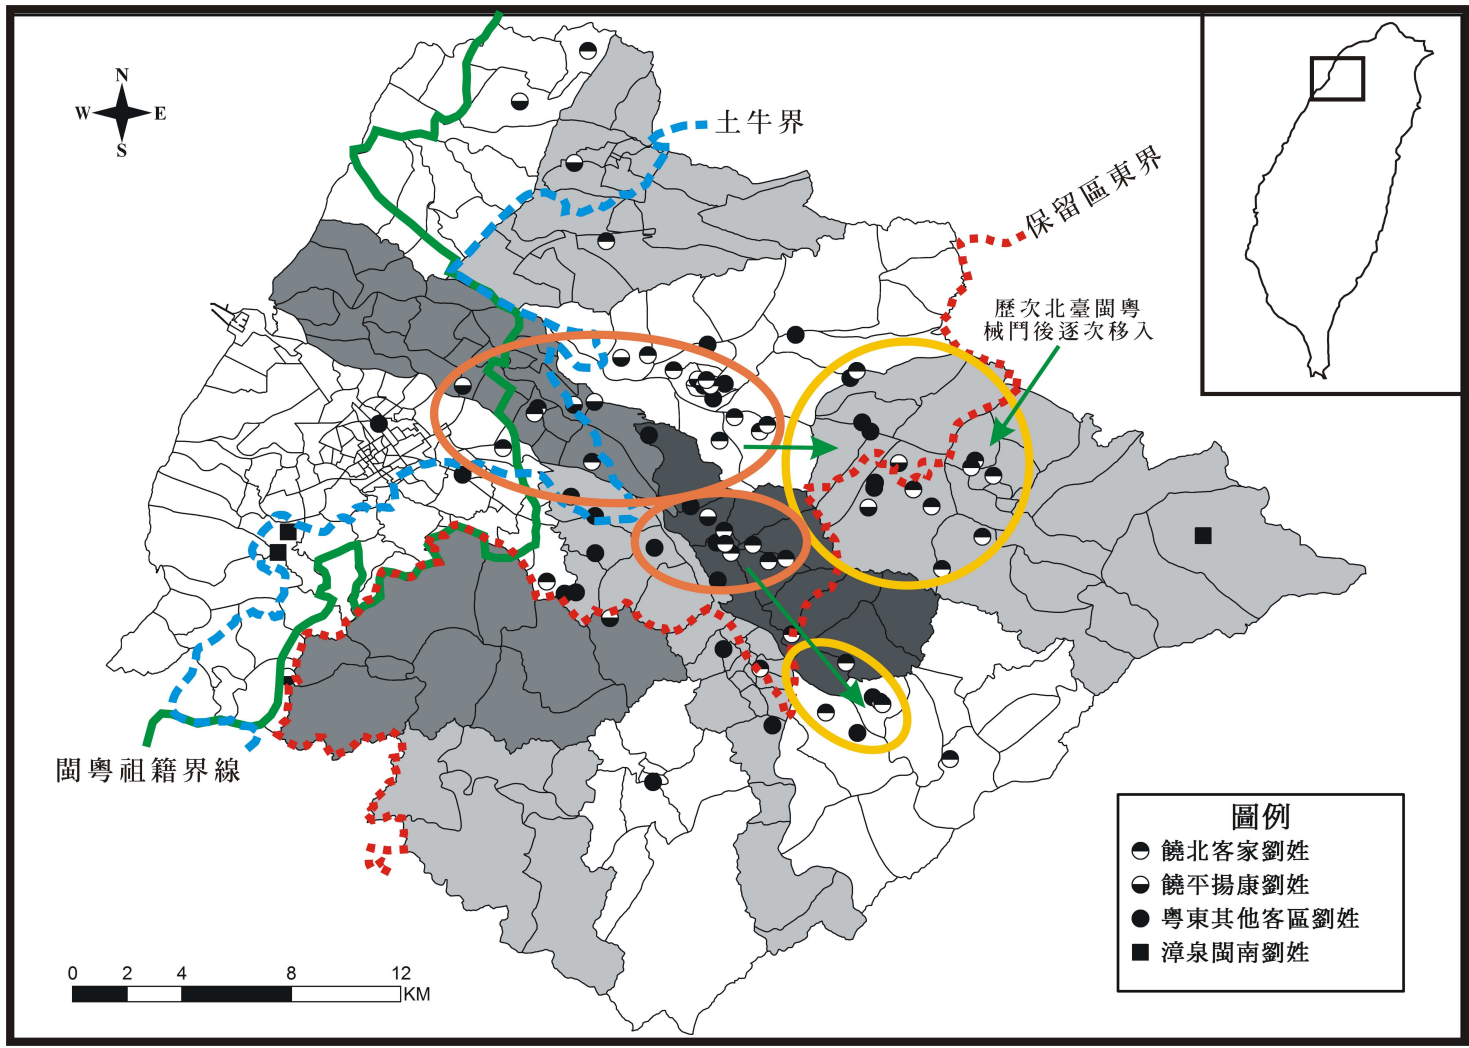 N
W
E
S
土牛界
保留區東界
歷次北臺閩粵
械鬥後逐次移入
閩粵祖籍界線
圖例
饒北客家劉姓
饒平揚康劉姓
粵東其他客區劉姓
漳泉閩南劉姓
0 2 4 8 12
KM